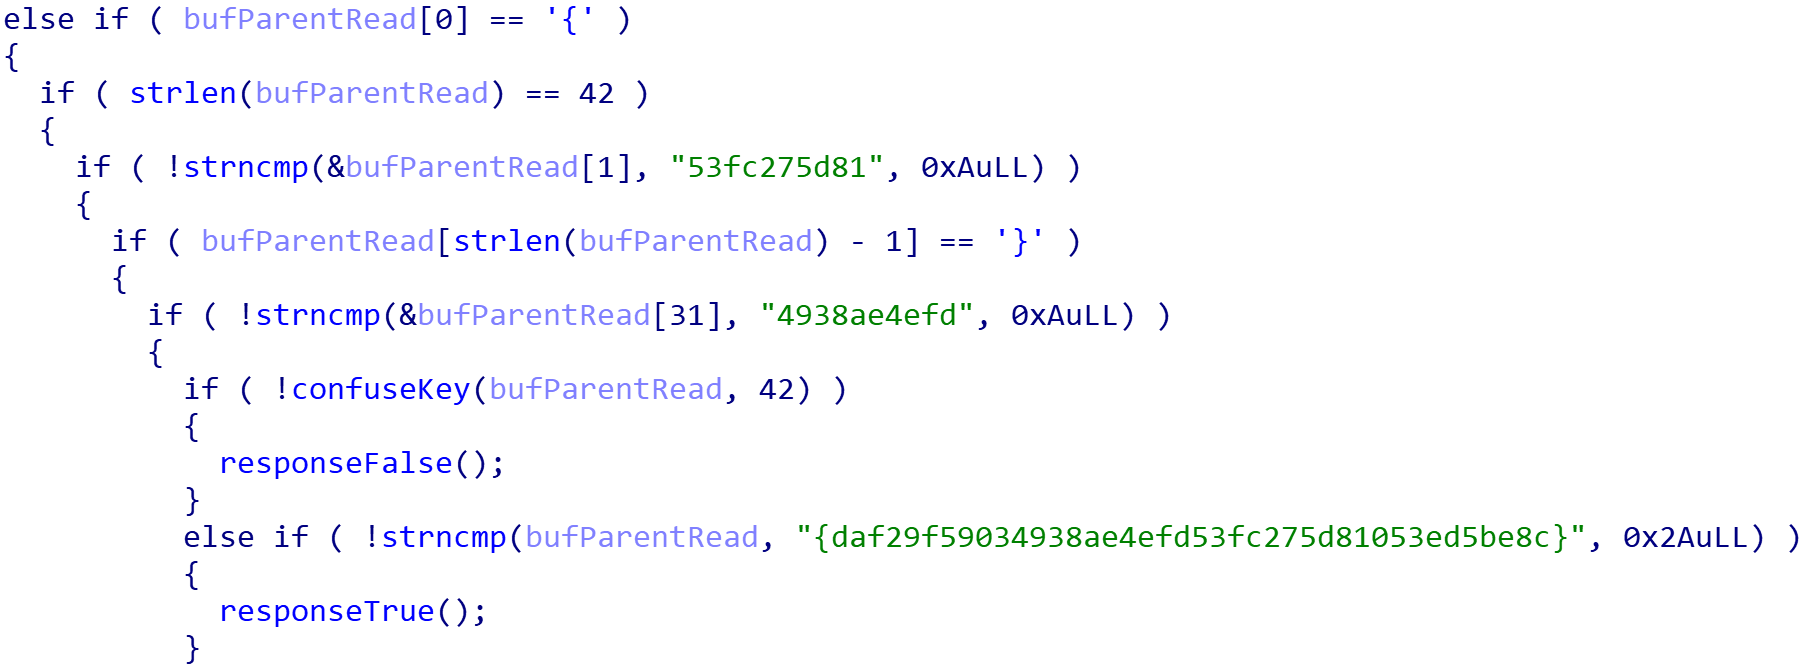 else if ( bufParentRead[0] == '{' )
{
if ( strlen(bufParentRead) == 42 )
{
if ( !strncmp(&bufParentRead[1], "53fc275d81", 0xAuLL) )
{
if ( bufParentRead[strlen(bufParentRead) - 1] == '}' )
{
if ( !strncmp(&bufParentRead[31], "4938ae4efd", 0xAuLL) )
{
if ( !confuseKey(bufParentRead, 42) )
{
responseFalse();
}
else if ( !strncmp(bufParentRead, "{daf29f59034938ae4efd53fc275d81053ed5be8c}", 0x2AuLL) )
{
responseTrue();
}